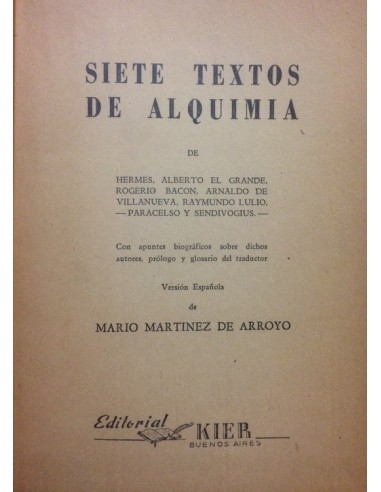 SIETE TEXTOS
DE ALQUIMIA
DE
HERMES, ALBERTO EL GRANDE,
ROGERIO BACON, ARNALDO DE
VILLANUEVA, RAYMUNDO LULIO,
— PARACELSO Y SENDIVOGIUS. —
Con apuntes biográficos sobre dichos
autores, prólogo y glosario del traductor
Versión Española
de
MARIO MARTINEZ DE ARROYO
Editorial
KIER
BUENOS AIRES